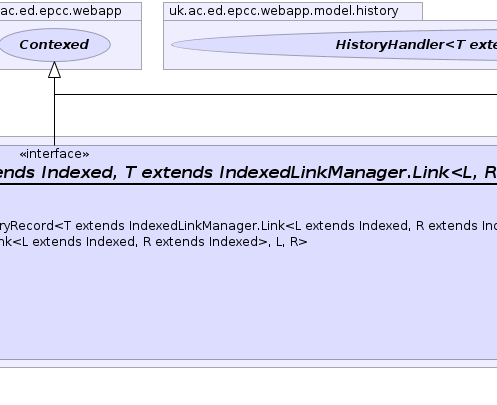 ac.ed.epcc.webapp
uk.ac.ed.epcc.webapp.model.history
Contexed
HistoryHandler<T exte
«interface»
ends Indexed, T extends IndexedLinkManager.Link<L, R
ryRecord<T extends IndexedLinkManager.Link<L extends Indexed, R extends Ind
nk<L extends Indexed, R extends Indexed>, L, R>